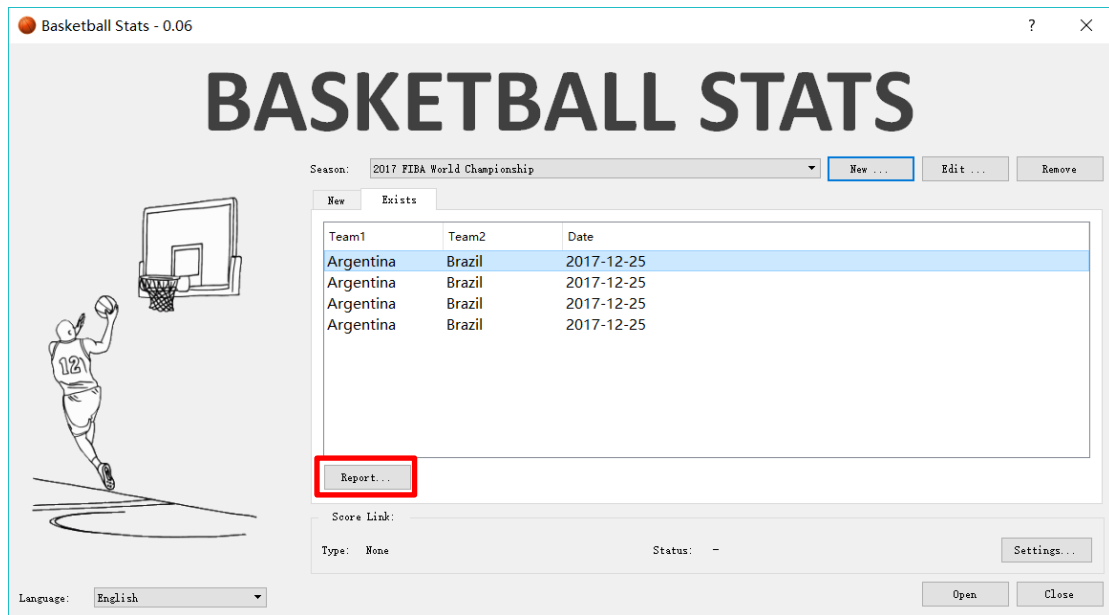 Basketball Stats - 0.06 ?
BASKETBALL STATS
Season: 2017 FIBA World Championship New ... Edit ... Remove
New Exists
Team1 Team2 Date
Argentina Brazil 2017-12-25
Argentina Brazil 2017-12-25
Argentina Brazil 2017-12-25
Argentina Brazil 2017-12-25
12
Report...
Score Link:
Type: None Status: - Settings...
Language: English Open Close